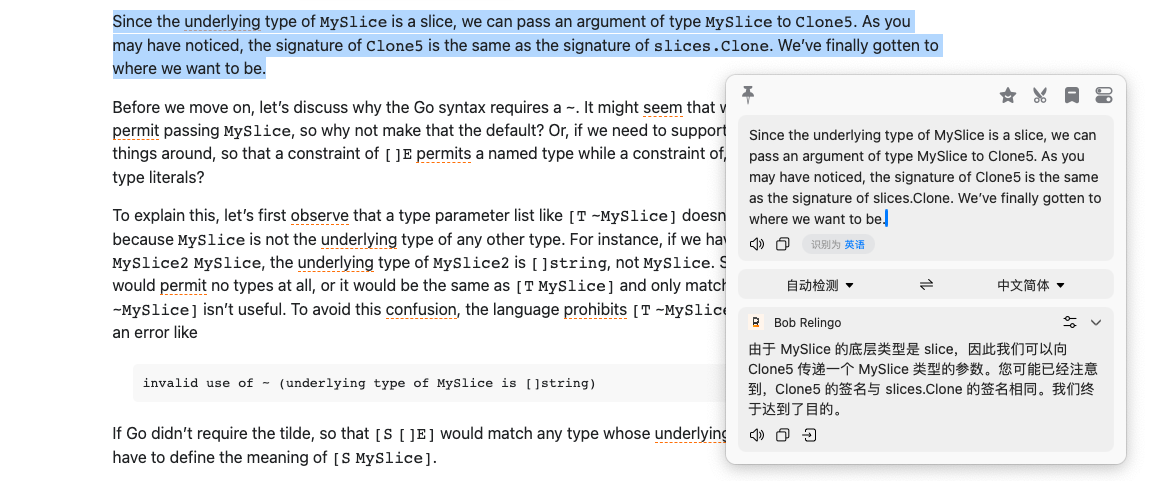 Since the underlying type of MySlice is a slice, we can pass an argument of type MySlice to Clone5. As you
may have noticed, the signature of Clone5 is the same as the signature of slices.Clone. We’ve finally gotten to
where we want to be.
Before we move on, let’s discuss why the Go syntax requires a ~. It might seem that
permit passing MySlice, so why not make that the default? Or, if we need to support
things around, so that a constraint of []E permits a named type while a constraint of,
type literals?
To explain this, let’s first observe that a type parameter list like [T ~MySlice]
because MySlice is not the underlying type of any other type. For instance, if we
MySlice2 MySlice, the underlying type of MySlice2 is []string, not MySlice.
would permit no types at all, or it would be the same as [T MySlice] and only
~MySlice] isn’t useful. To avoid this confusion, the language prohibits [T ~MySlice
an error like
invalid use of ~ (underlying type of MySlice is []string)
If Go didn’t require the tilde, so that [S []E] would match any type whose underlying
have to define the meaning of [S MySlice].
Since the underlying type of MySlice is a slice, we can
pass an argument of type MySlice to Clone5. As you
may have noticed, the signature of Clone5 is the same
as the signature of slices.Clone. We’ve finally gotten to
where we want to be.
识别为 英语
自动检测 中文简体
Bob Relingo
由于 MySlice 的底层类型是 slice，因此我们可以向
Clone5 传递一个 MySlice 类型的参数。您可能已经注意
到，Clone5 的签名与 slices.Clone 的签名相同。我们终
于达到了目的。